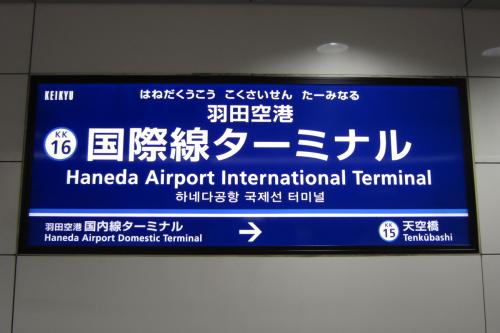 KEIKYU
はねだくうこう こくさいせん たーみなる
羽田空港
KK
16
国際線ターミナル
Haneda Airport International Terminal
하네다공항 국제선 터미널
羽田空港 国内線ターミナル
Haneda Airport Domestic Terminal
→
KK
15
天空橋
Tenkūbashi